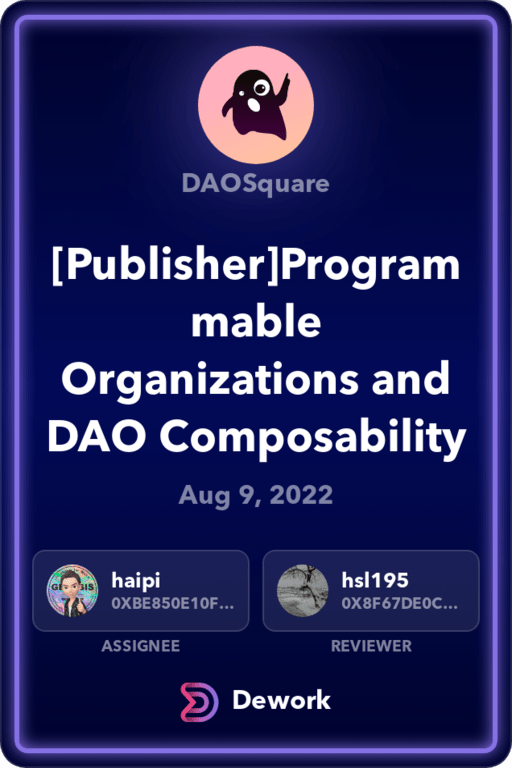 DAOSquare
[Publisher]Program
mable
Organizations and
DAO Composability
Aug 9, 2022
haipi
0XBE850E10F...
hsl195
0X8F67DE0C...
ASSIGNEE
REVIEWER
Dework